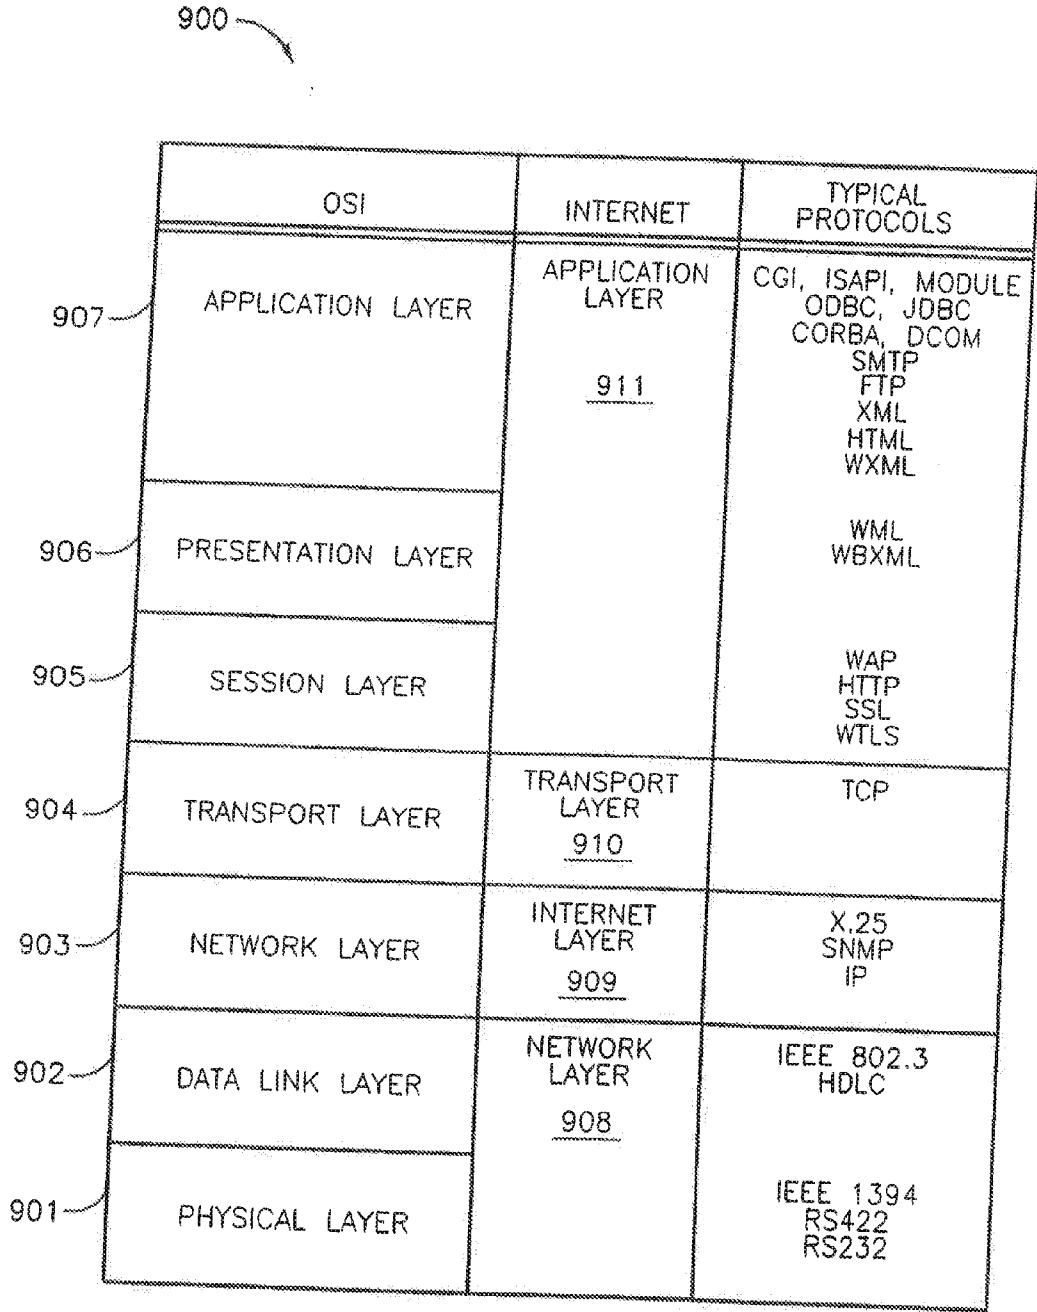 900
OSI
INTERNET
TYPICAL
PROTOCOLS
907
APPLICATION LAYER
APPLICATION
LAYER
911
CGI, ISAPI, MODULE
ODBC, JDBC
CORBA, DCOM
SMTP
FTP
XML
HTML
WXML
906
PRESENTATION LAYER
WML
WBXML
905
SESSION LAYER
WAP
HTTP
SSL
WTLS
904
TRANSPORT LAYER
TRANSPORT
LAYER
910
TCP
903
NETWORK LAYER
INTERNET
LAYER
909
X.25
SNMP
IP
902
DATA LINK LAYER
NETWORK
LAYER
908
IEEE 802.3
HDLC
901
PHYSICAL LAYER
IEEE 1394
RS422
RS232